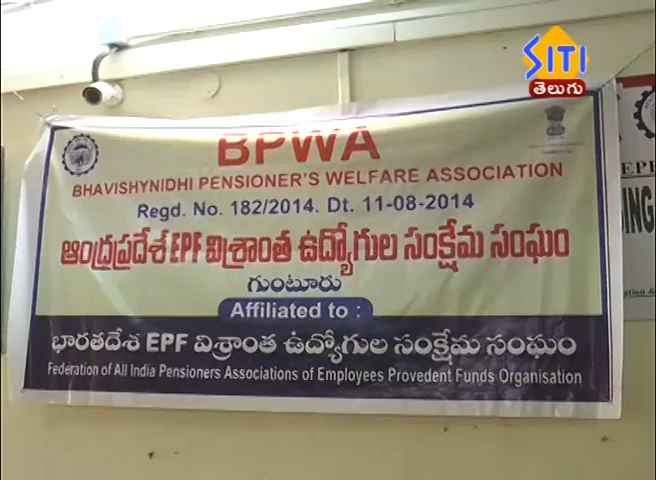 SITI
తెలుగు
BPWA
BHAVISHYNIDHI PENSIONER'S WELFARE ASSOCIATION
Regd. No. 182/2014. Dt. 11-08-2014
ఆంధ్రప్రదేశ్ EPF విశ్రాంత ఉద్యోగుల సంక్షేమ సంఘం
గుంటూరు
Affiliated to :
భారతదేశ EPF విశ్రాంత ఉద్యోగుల సంక్షేమ సంఘం
Federation of All India Pensioners Associations of Employees Provedent Funds Organisation